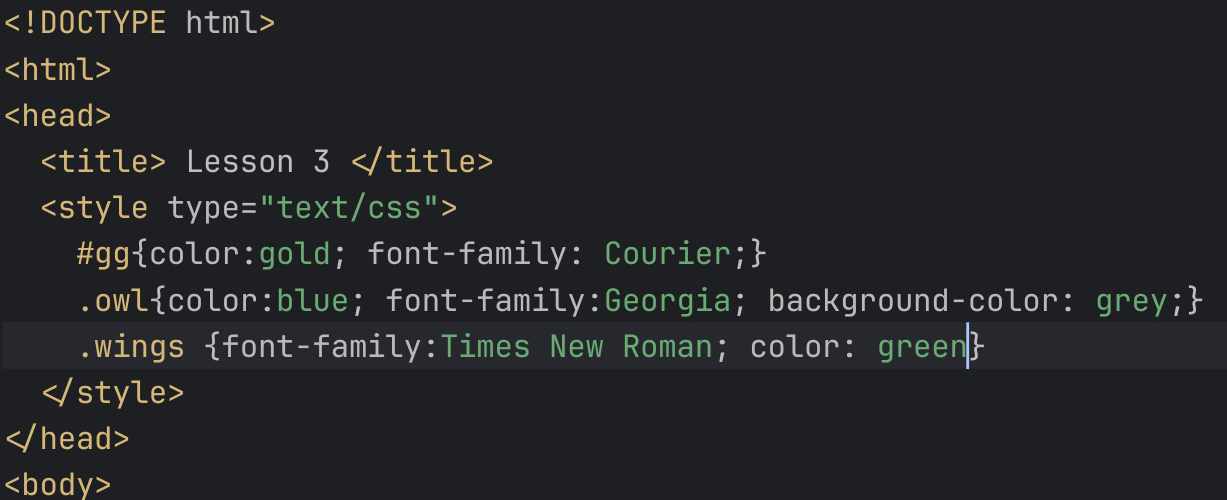 <!DOCTYPE html>
<html>
<head>
<title> Lesson 3 </title>
<style type="text/css">
#gg{color:gold; font-family: Courier;}
.owl{color:blue; font-family:Georgia; background-color: grey;}
.wings {font-family:Times New Roman; color: green}
</style>
</head>
<body>